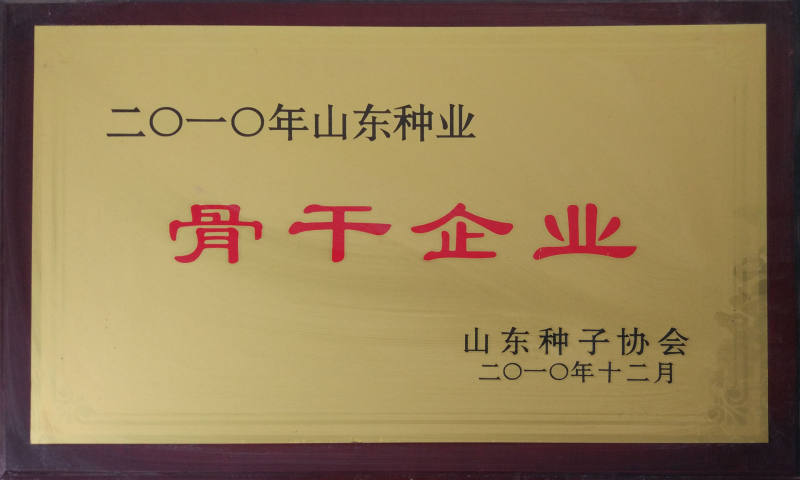 二〇一〇年山东种业
骨干企业
山东种子协会
二〇一〇年十二月